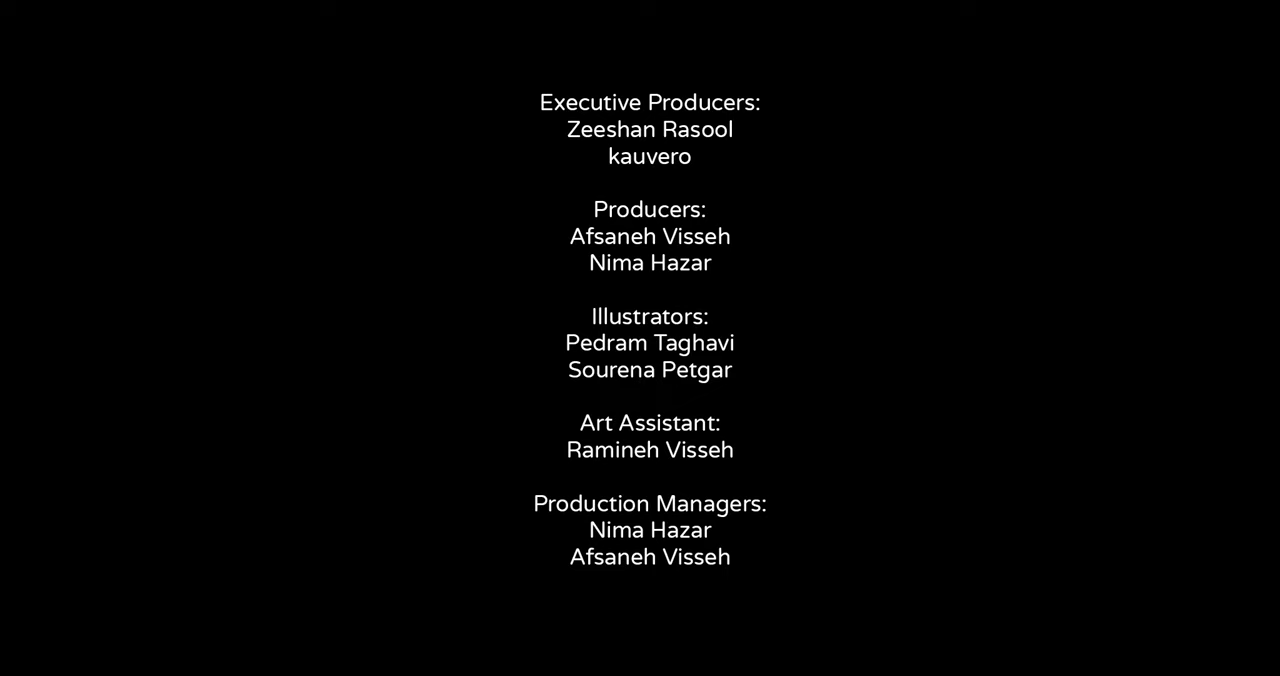 Executive Producers:
Zeeshan Rasool
kauvero
Producers:
Afsaneh Visseh
Nima Hazar
Illustrators:
Pedram Taghavi
Sourena Petgar
Art Assistant:
Ramineh Visseh
Production Managers:
Nima Hazar
Afsaneh Visseh